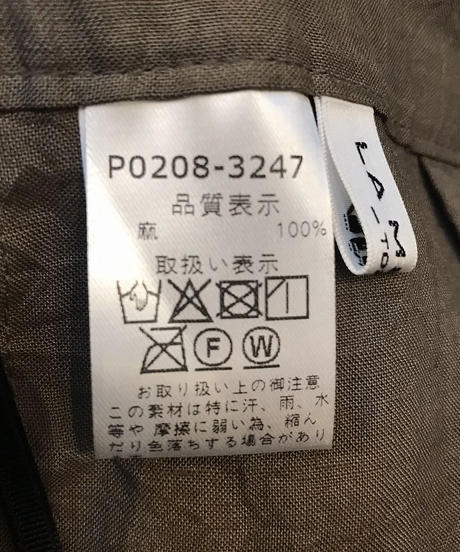 P0208-3247
品質表示
麻 100%
取扱い表示
F W
お取り扱い上の御注意
この素材は特に汗、雨、水
等や 摩擦に弱い為、縮ん
だり色落ちする場合があり
LA-M
TO